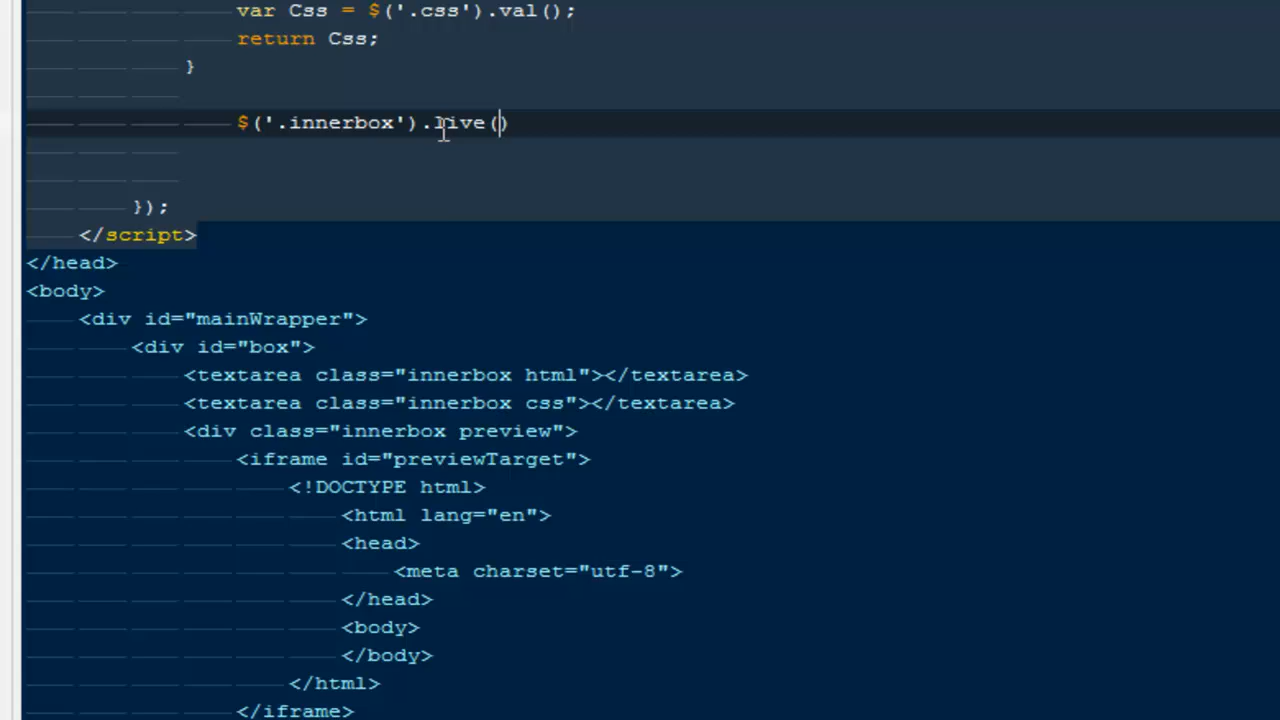 var Css = $('.css').val();
return Css;
}
$('.innerbox').live()
});
</script>
</head>
<body>
<div id="mainWrapper">
<div id="box">
<textarea class="innerbox html"></textarea>
<textarea class="innerbox css"></textarea>
<div class="innerbox preview">
<iframe id="previewTarget">
<!DOCTYPE html>
<html lang="en">
<head>
<meta charset="utf-8">
</head>
<body>
</body>
</html>
</iframe>